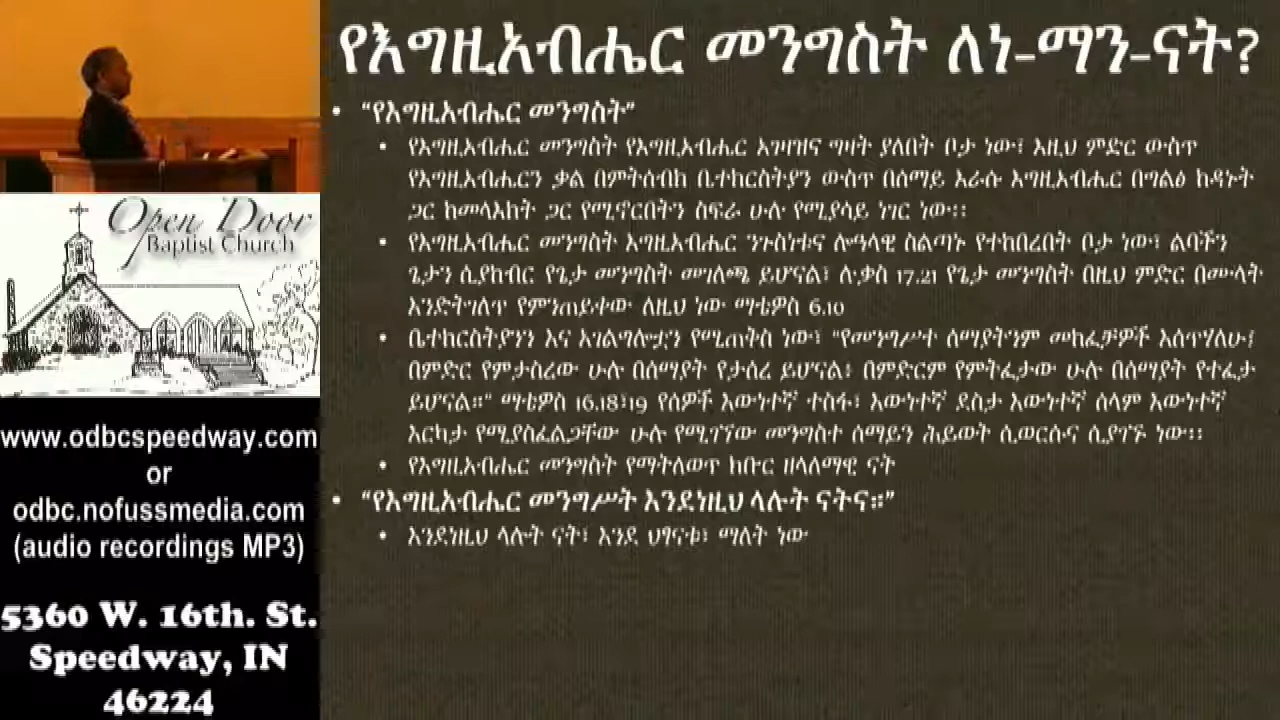 የእግዚአብሔር መንግስት ለነ-ማን-ናት?
• “የእግዚአብሔር መንግስት”
• የእግዚአብሔር መንግስት የእግዚአብሔር አገዛዝና ግዛት ያለበት ቦታ ነው፣ እዚህ ምድር ውስጥ
የእግዚአብሔርን ቃል በምትሰብከ ቤተክርስትያን ውስጥ በሰማይ እራሱ እግዚአብሔር በግልፅ ከዳኑት
ጋር ከመላእክት ጋር የሚኖርበትን ስፍራ ሁሉ የሚያሳይ ነገር ነው፡፡
• የእግዚአብሔር መንግስት እግዚአብሔር ንጉስነቱና ሎዓላዊ ስልጣኑ የተከበረበት ቦታ ነው፣ ልባችን
ጌታን ሲያከብር የጌታ መንግስት መገለጫ ይሆናል፣ ሉቃስ 17.21 የጌታ መንግስት በዚህ ምድር በሙላት
እንድትገለጥ የምንጠይቀው ለዚህ ነው ማቴዎስ 6.10
• ቤተክርስትያንን እና አገልግሎቷን የሚጠቅስ ነው፣ “የመንግሥተ ሰማያትንም መክፈቻዎች እሰጥሃለሁ፤
በምድር የምታስረው ሁሉ በሰማያት የታሰረ ይሆናል፥ በምድርም የምትፈታው ሁሉ በሰማያት የተፈታ
ይሆናል።” ማቴዎስ 16.18፣19 የሰዎች እውነተኛ ተስፋ፣ እውነተኛ ደስታ እውነተኛ ሰላም እውነተኛ
እርካታ የሚያስፈልጋቸው ሁሉ የሚገኘው መንግስተ ሰማይን ሕይወት ሲወርሱና ሲያገኙ ነው፡፡
• የእግዚአብሔር መንግስት የማትለወጥ ክቡር ዘላለማዊ ናት
• “የእግዚአብሔር መንግሥት እንደነዚህ ላሉት ናትና።”
• እንደነዚህ ላሉት ናት፣ እንደ ህፃናቱ፣ ማለት ነው
Open Door
Baptist Church
www.odbcspeedway.com
or
odbc.nofussmedia.com
(audio recordings MP3)
5360 W. 16th. St.
Speedway, IN
46224